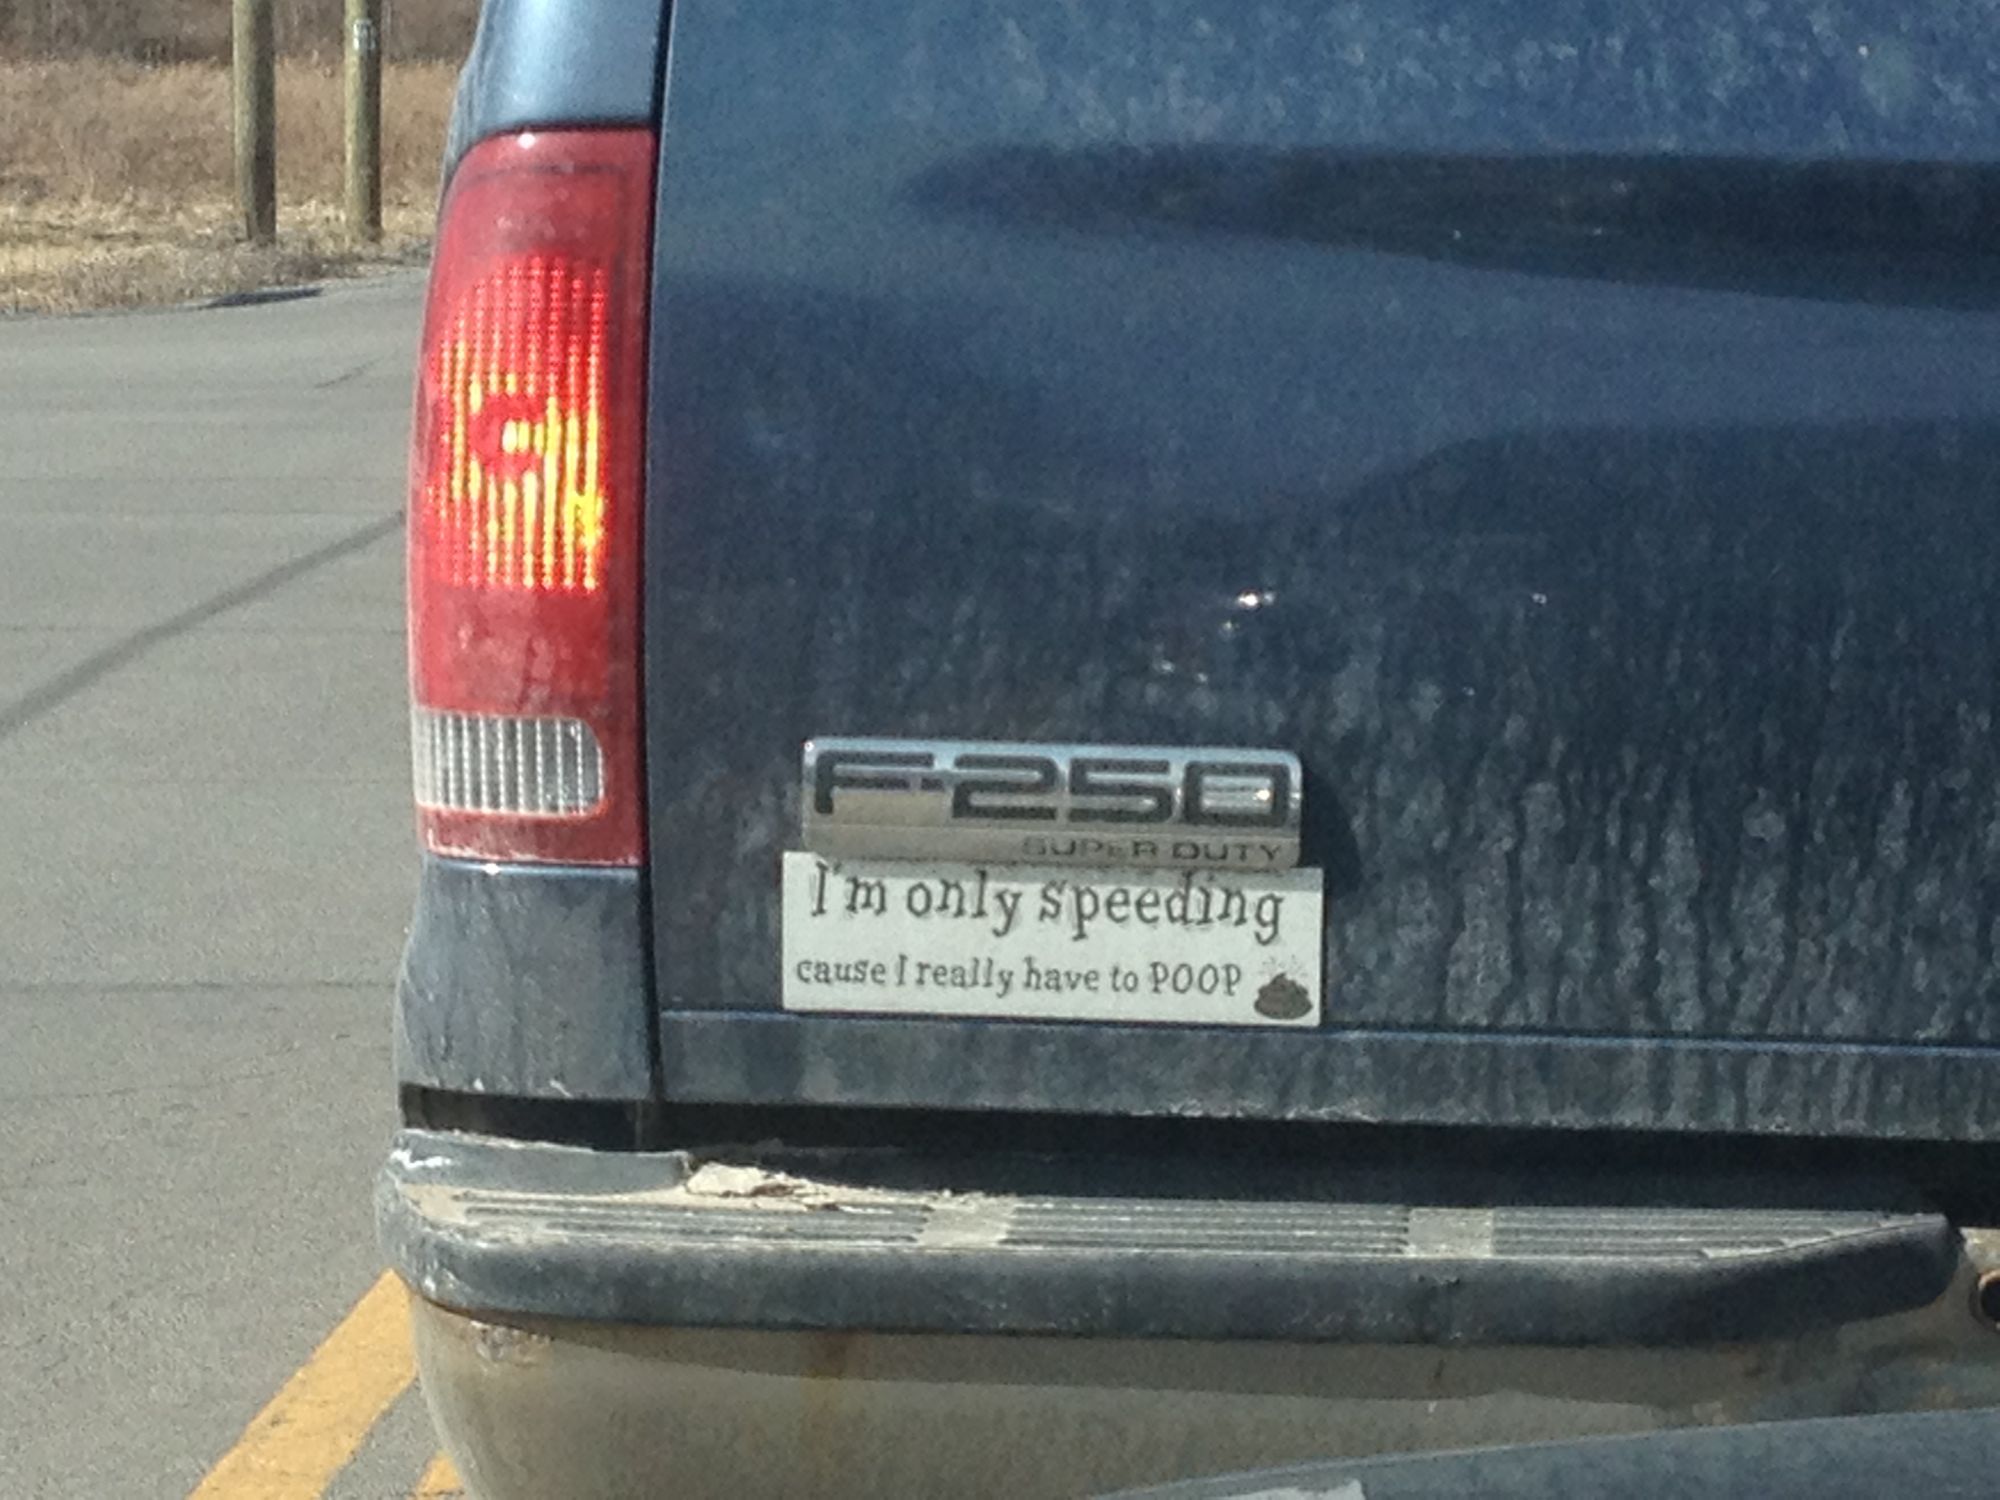 F-250
SUPER DUTY
I'm only speeding
cause I really have to POOP